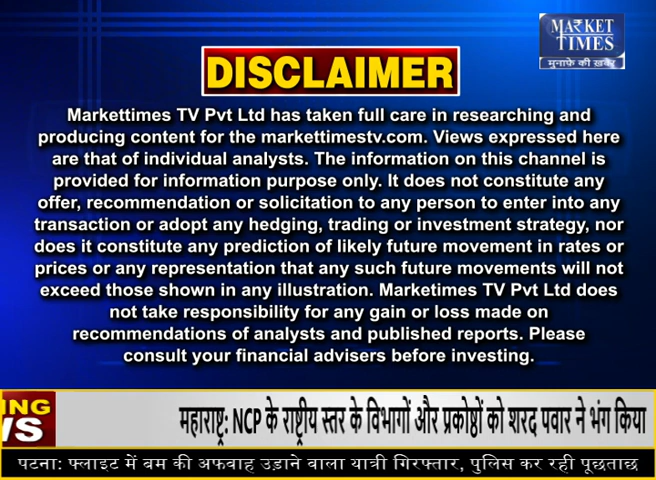 MARKET
TIMES
मुनाफे की ख़बर
DISCLAIMER
Markettimes TV Pvt Ltd has taken full care in researching and
producing content for the markettimestv.com. Views expressed here
are that of individual analysts. The information on this channel is
provided for information purpose only. It does not constitute any
offer, recommendation or solicitation to any person to enter into any
transaction or adopt any hedging, trading or investment strategy, nor
does it constitute any prediction of likely future movement in rates or
prices or any representation that any such future movements will not
exceed those shown in any illustration. Marketimes TV Pvt Ltd does
not take responsibility for any gain or loss made on
recommendations of analysts and published reports. Please
consult your financial advisers before investing.
ING
WS
महाराष्ट्र: NCP के राष्ट्रीय स्तर के विभागों और प्रकोष्ठों को शरद पवार ने भंग किया
पटना: फ्लाइट में बम की अफवाह उड़ाने वाला यात्री गिरफ्तार, पुलिस कर रही पूछताछ